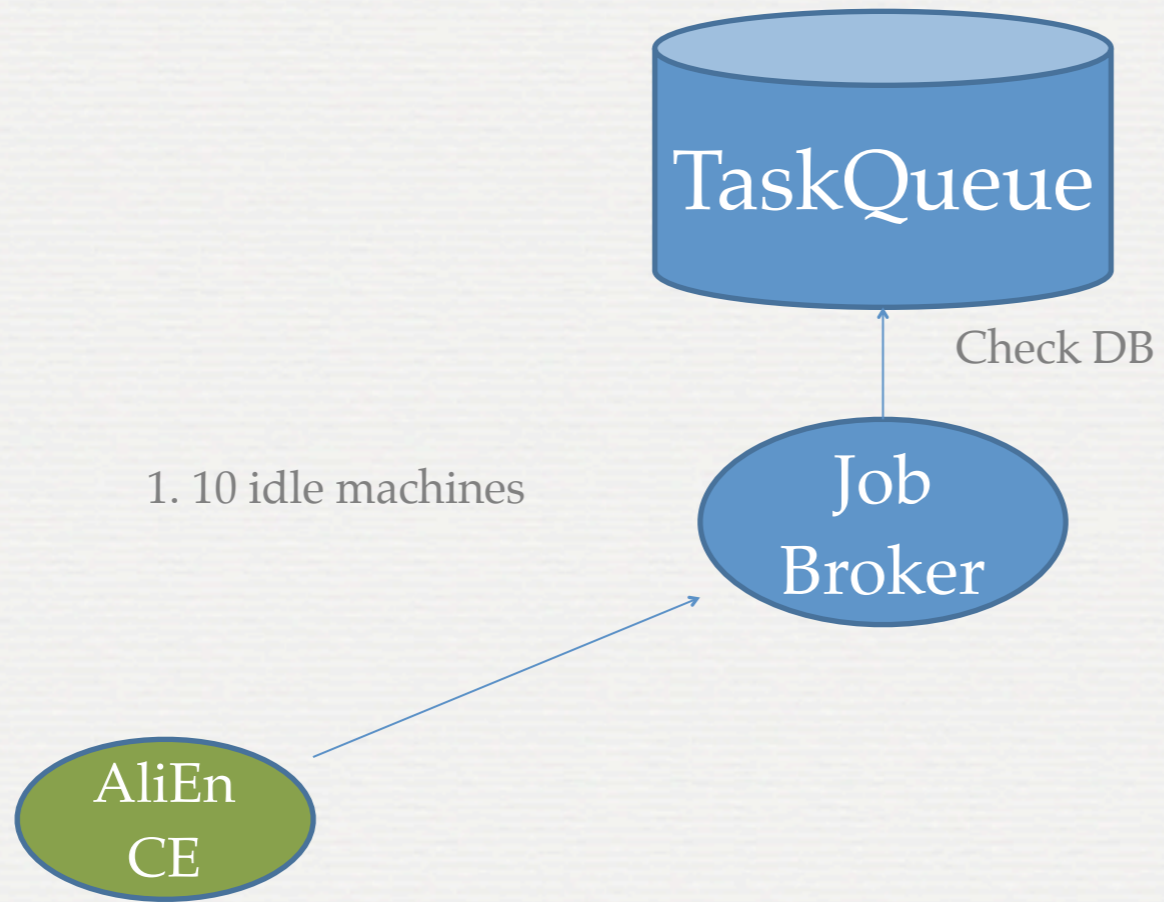 TaskQueue
Check DB
1. 10 idle machines
Job
Broker
AliEn
CE